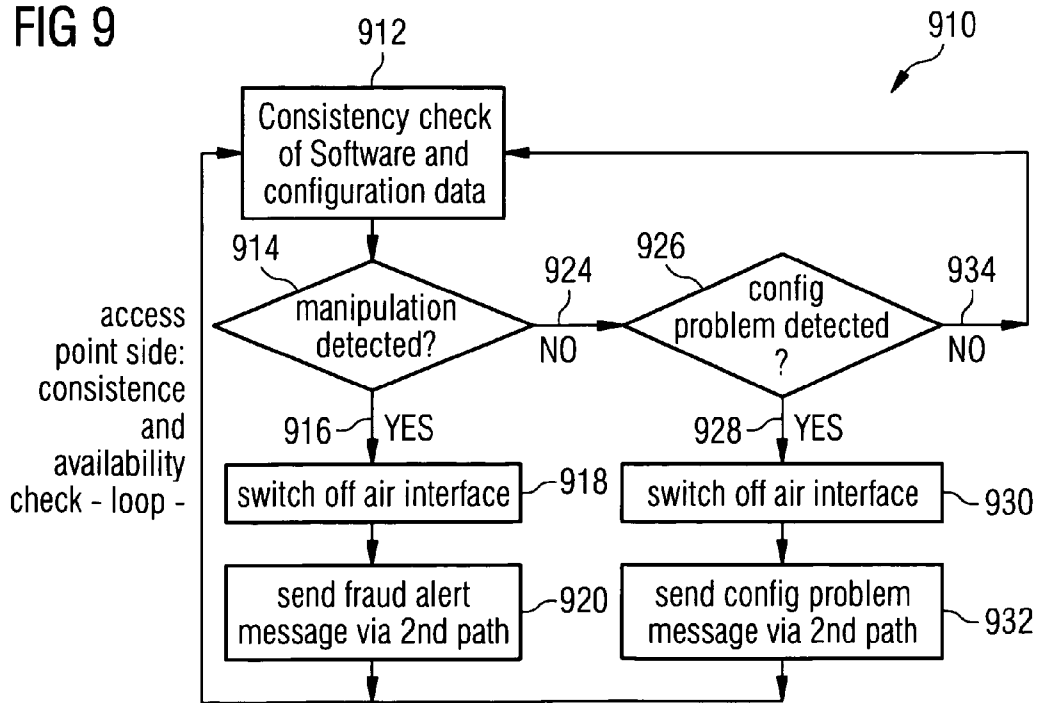 FIG 9
912
910
Consistency check
of Software and
configuration data
914
manipulation
detected?
924
NO
926
config
problem detected
?
934
NO
access
point side:
consistence
and
availability
check - loop -
916
YES
928
YES
switch off air interface
918
switch off air interface
930
send fraud alert
message via 2nd path
920
send config problem
message via 2nd path
932